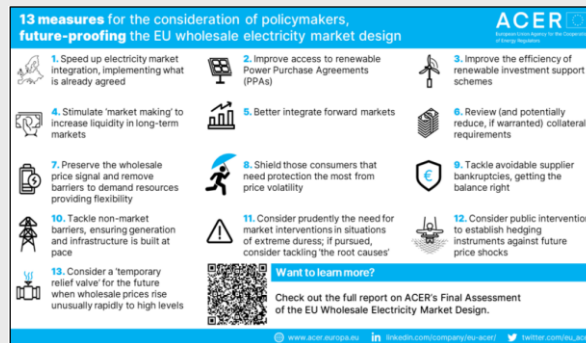 13 measures for the consideration of policymakers,
future-proofing the EU wholesale electricity market design
ACER
European Union Agency for the Cooperation
of Energy Regulators
1. Speed up electricity market
integration, implementing what
is already agreed
2. Improve access to renewable
Power Purchase Agreements
(PPAs)
3. Improve the efficiency of
renewable investment support
schemes
4. Stimulate 'market making' to
increase liquidity in long-term
markets
5. Better integrate forward markets
6. Review (and potentially
reduce, if warranted) collateral
requirements
7. Preserve the wholesale
price signal and remove
barriers to demand resources
providing flexibility
8. Shield those consumers that
need protection the most from
price volatility
9. Tackle avoidable supplier
bankruptcies, getting the
balance right
10. Tackle non-market
barriers, ensuring generation
and infrastructure is built at
pace
11. Consider prudently the need for
market interventions in situations
of extreme duress; if pursued,
consider tackling 'the root causes'
12. Consider public intervention
to establish hedging
instruments against future
price shocks
13. Consider a 'temporary
relief valve' for the future
when wholesale prices rise
unusually rapidly to high levels
Want to learn more?
Check out the full report on ACER's Final Assessment
of the EU Wholesale Electricity Market Design.
www.acer.europa.eu
linkedin.com/company/eu-acer/
twitter.com/eu_ac